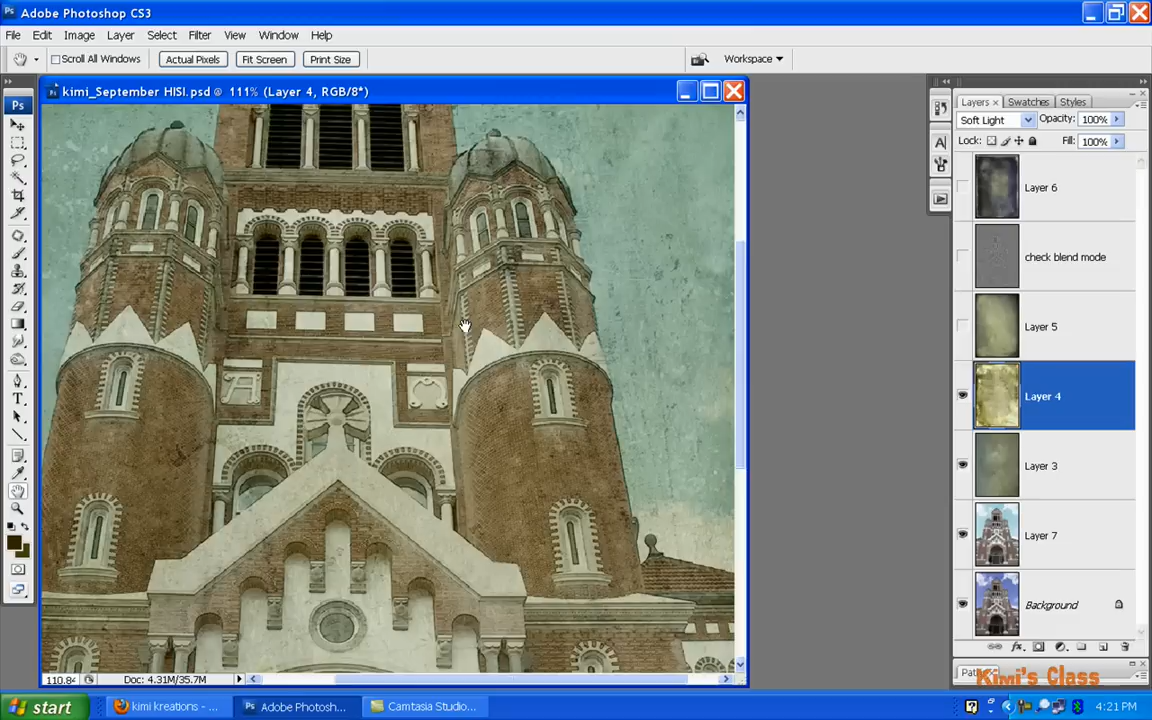 Adobe Photoshop CS3
File Edit Image Layer Select Filter View Window Help
Scroll All Windows Actual Pixels Fit Screen Print Size Workspace
kimi_September HISI.psd @ 111% (Layer 4, RGB/8*)
Ps
A
Layers Swatches Styles
Soft Light Opacity: 100%
Lock: Fill: 100%
Layer 6
check blend mode
Layer 5
Layer 4
Layer 3
Layer 7
Background
Kimi's Class
Doc: 4.31M/35.7M
start kimi kreations - ... Adobe Photosh... Camtasia Studio... 4:21 PM